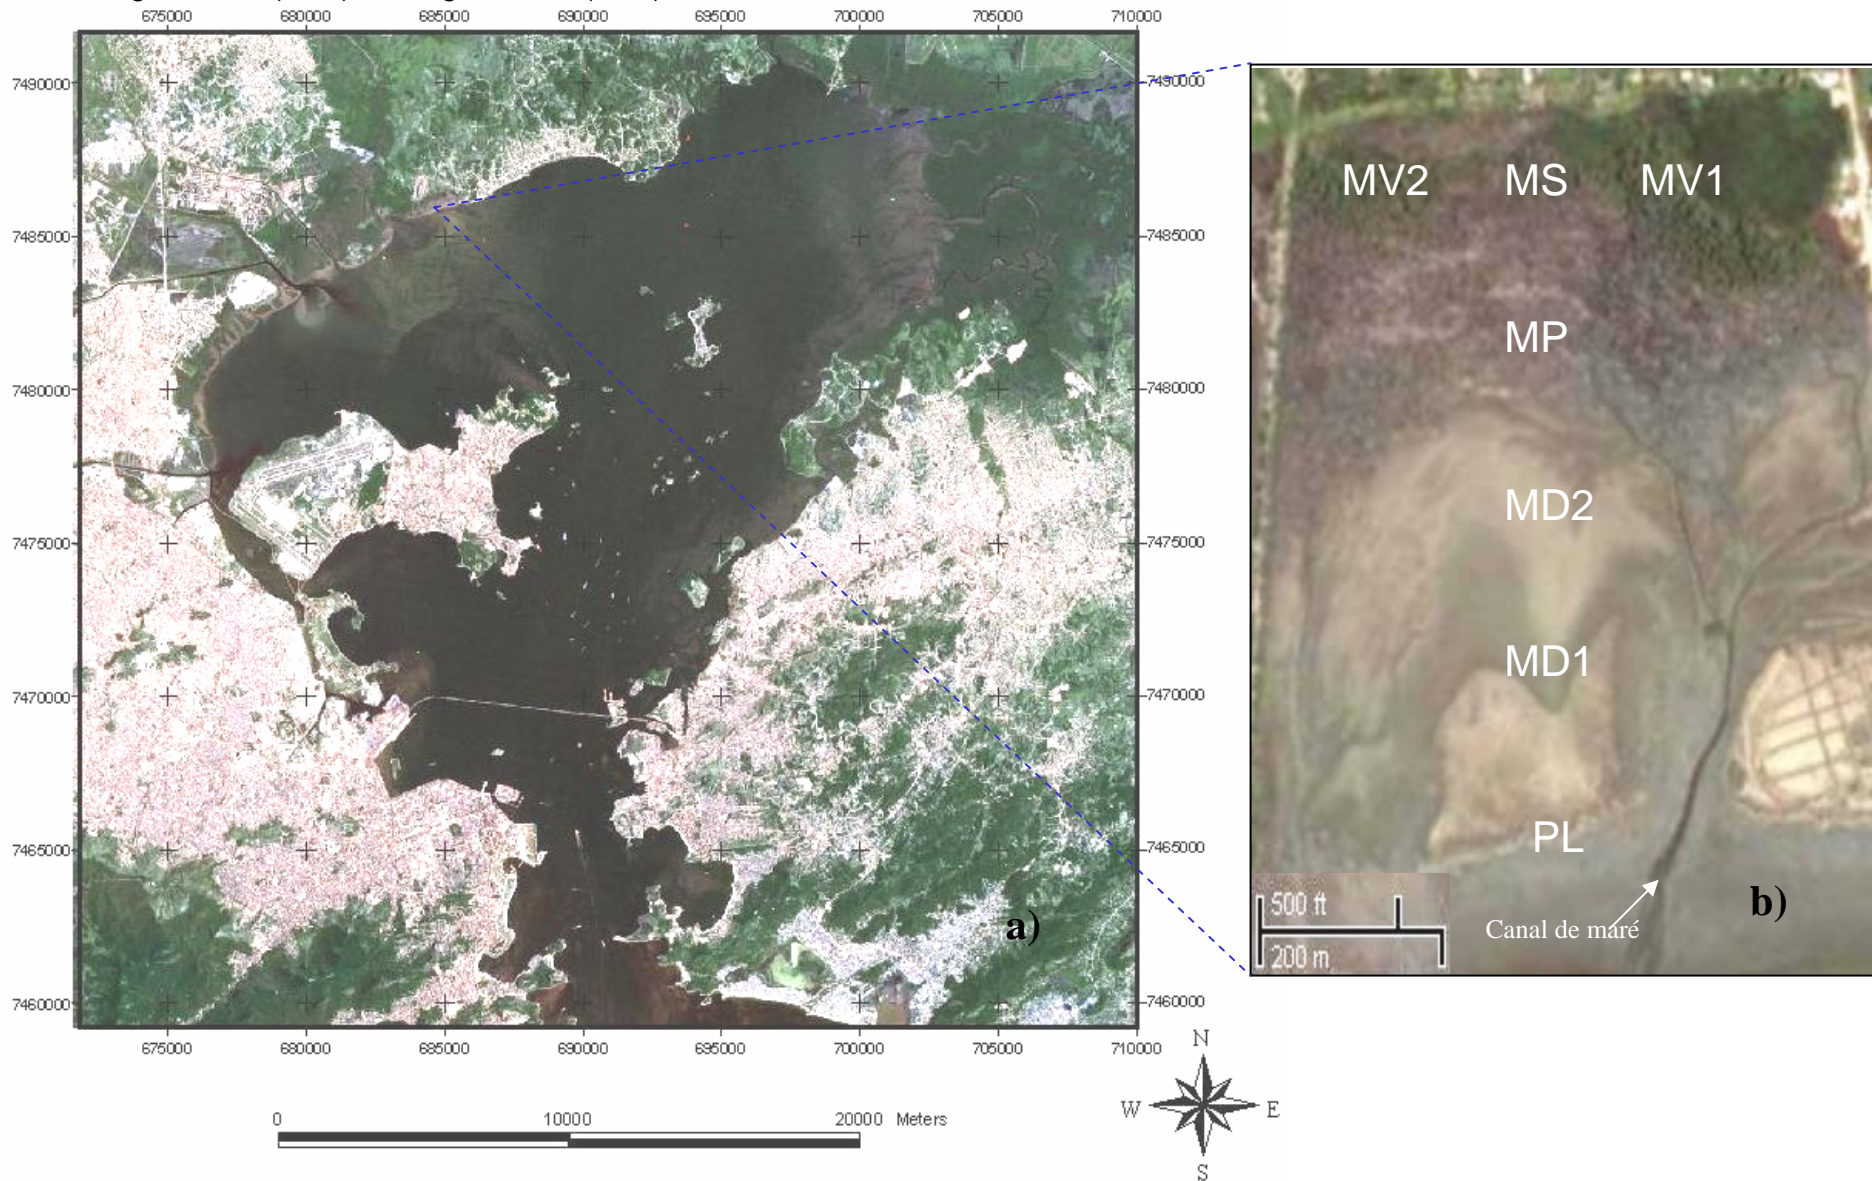 675000 680000 685000 690000 695000 700000 705000 710000
7490000 7490000
7485000 7485000
7480000 7480000
7475000 7475000
7470000 7470000
7465000 7465000
7460000 7460000
a)
675000 680000 685000 690000 695000 700000 705000 710000
0 10000 20000 Meters
N
W E
S
MV2 MS MV1
MP
MD2
MD1
PL
Canal de maré
b)
500 ft
200 m